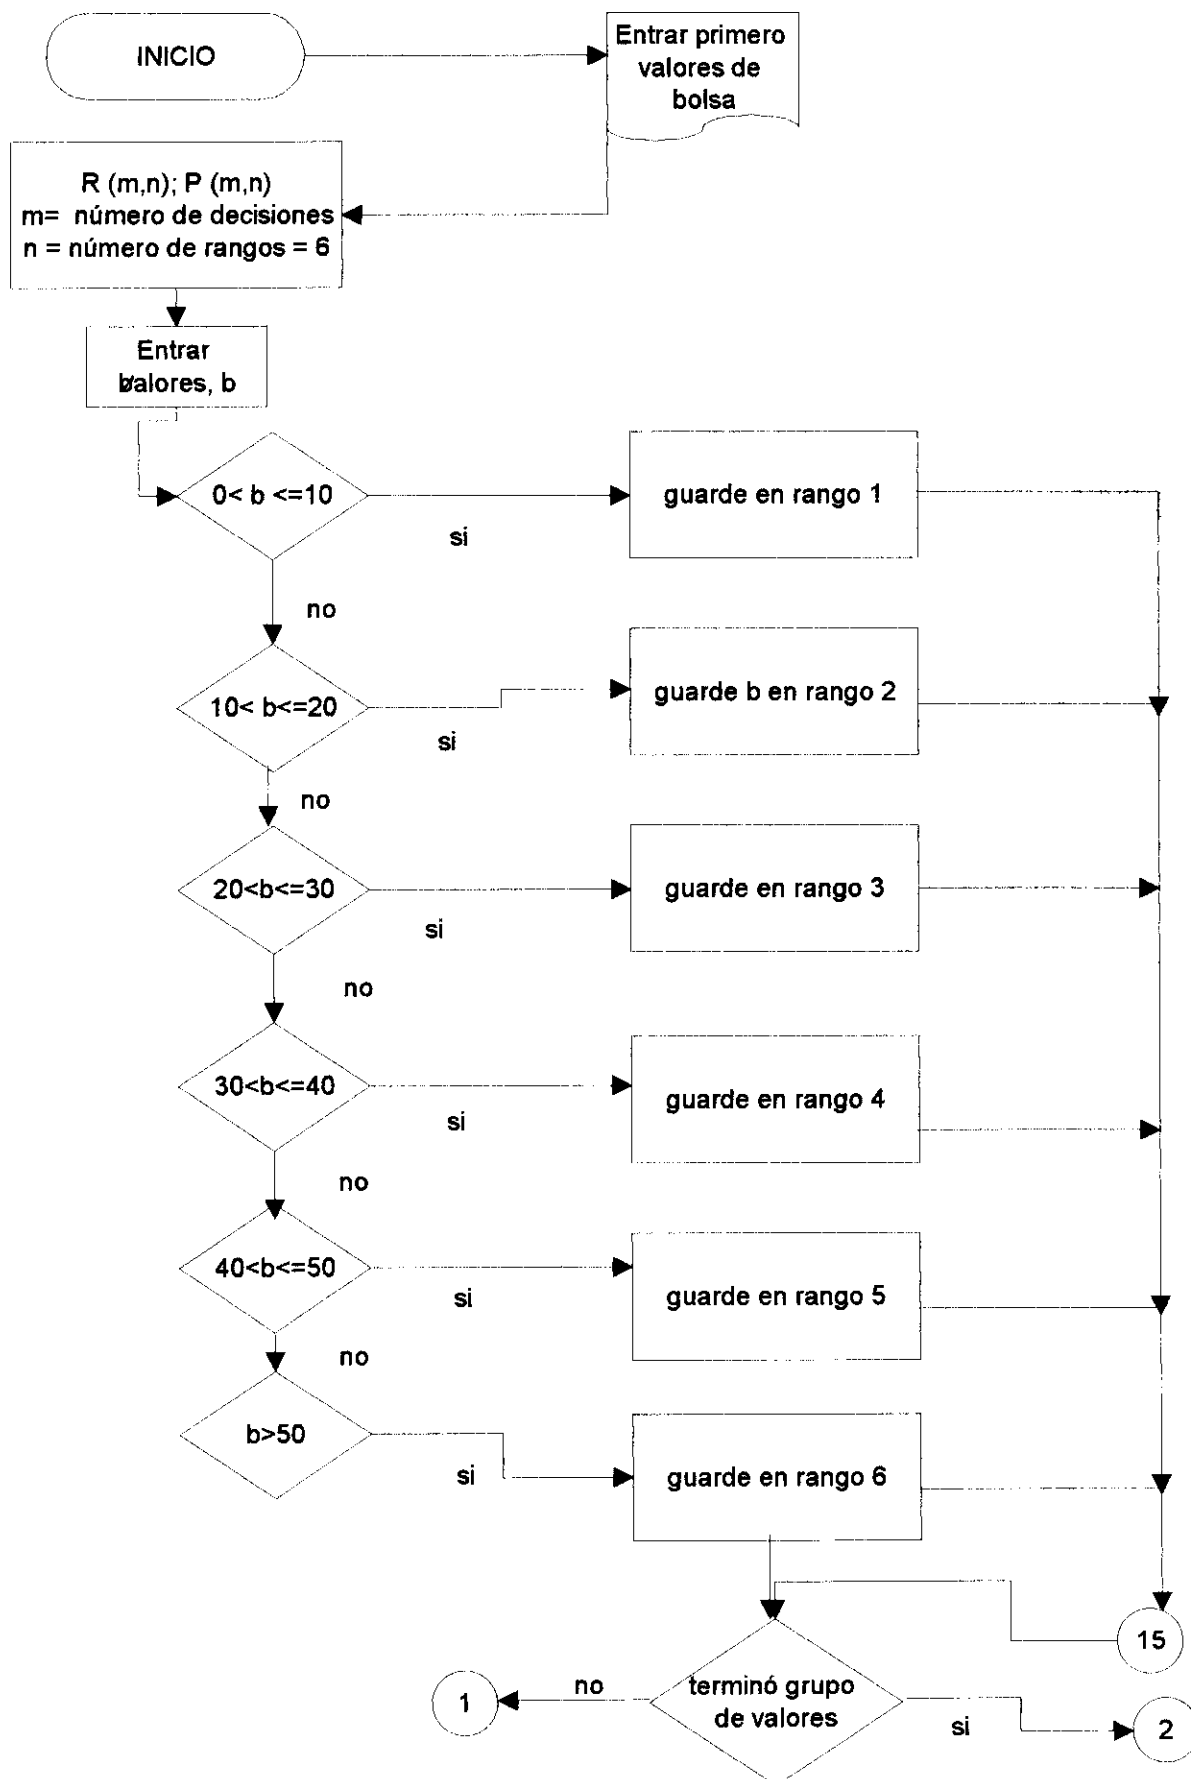 INICIO
Entrar primero
valores de
bolsa
R (m,n); P (m,n)
m= número de decisiones
n = número de rangos = 6
Entrar
valores, b
0< b <=10
si
guarde en rango 1
no
10< b<=20
si
guarde b en rango 2
no
20<b<=30
si
guarde en rango 3
no
30<b<=40
si
guarde en rango 4
no
40<b<=50
si
guarde en rango 5
no
b>50
si
guarde en rango 6
15
terminó grupo
de valores
no
1
si
2